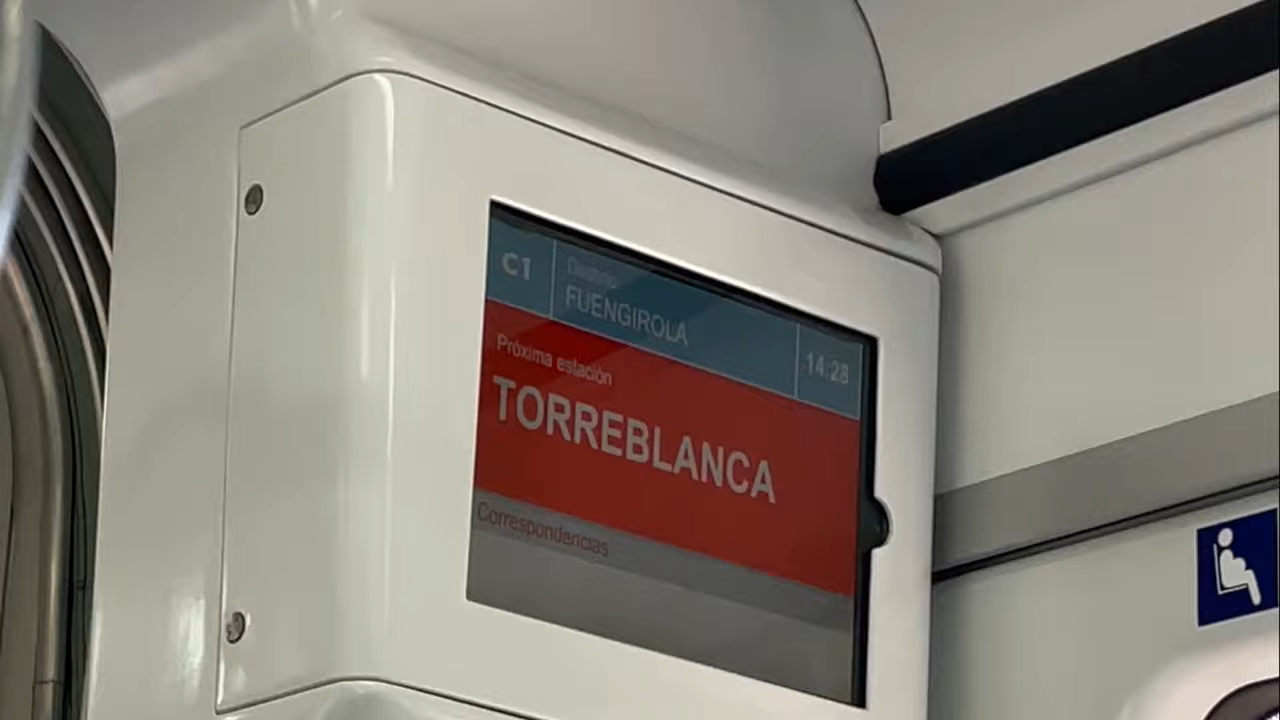 C1
Destino
FUENGIROLA
14:28
Próxima estación
TORREBLANCA
Correspondencias